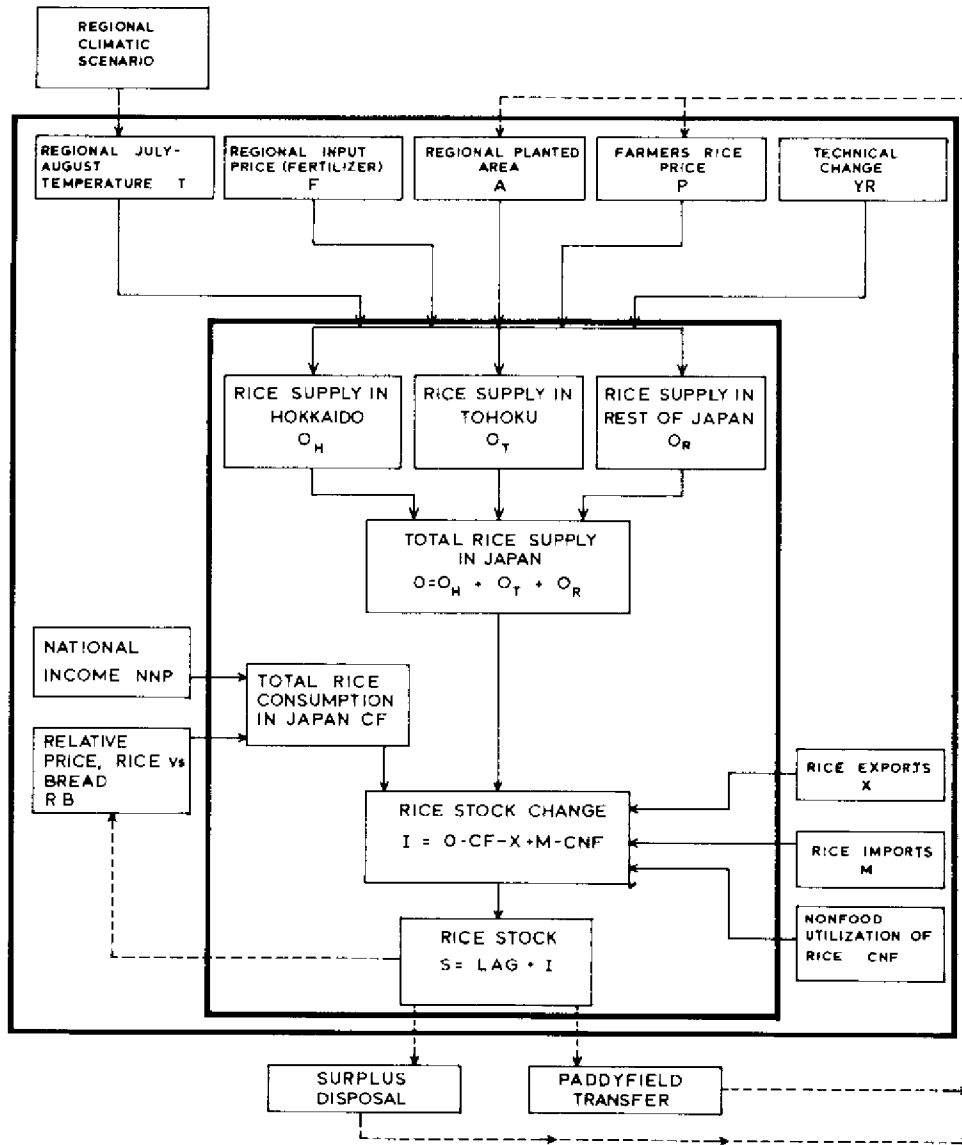 REGIONAL
CLIMATIC
SCENARIO
REGIONAL JULY-
AUGUST
TEMPERATURE T
REGIONAL INPUT
PRICE (FERTILIZER)
F
REGIONAL PLANTED
AREA
A
FARMERS RICE
PRICE
P
TECHNICAL
CHANGE
YR
RICE SUPPLY IN
HOKKAIDO
O_H
RICE SUPPLY IN
TOHOKU
O_T
RICE SUPPLY IN
REST OF JAPAN
O_R
TOTAL RICE SUPPLY
IN JAPAN
O=O_H + O_T + O_R
NATIONAL
INCOME NNP
TOTAL RICE
CONSUMPTION
IN JAPAN CF
RELATIVE
PRICE, RICE vs
BREAD
RB
RICE STOCK CHANGE
I = O-CF-X+M-CNF
RICE EXPORTS
X
RICE IMPORTS
M
NONFOOD
UTILIZATION OF
RICE CNF
RICE STOCK
S= LAG + I
SURPLUS
DISPOSAL
PADDYFIELD
TRANSFER